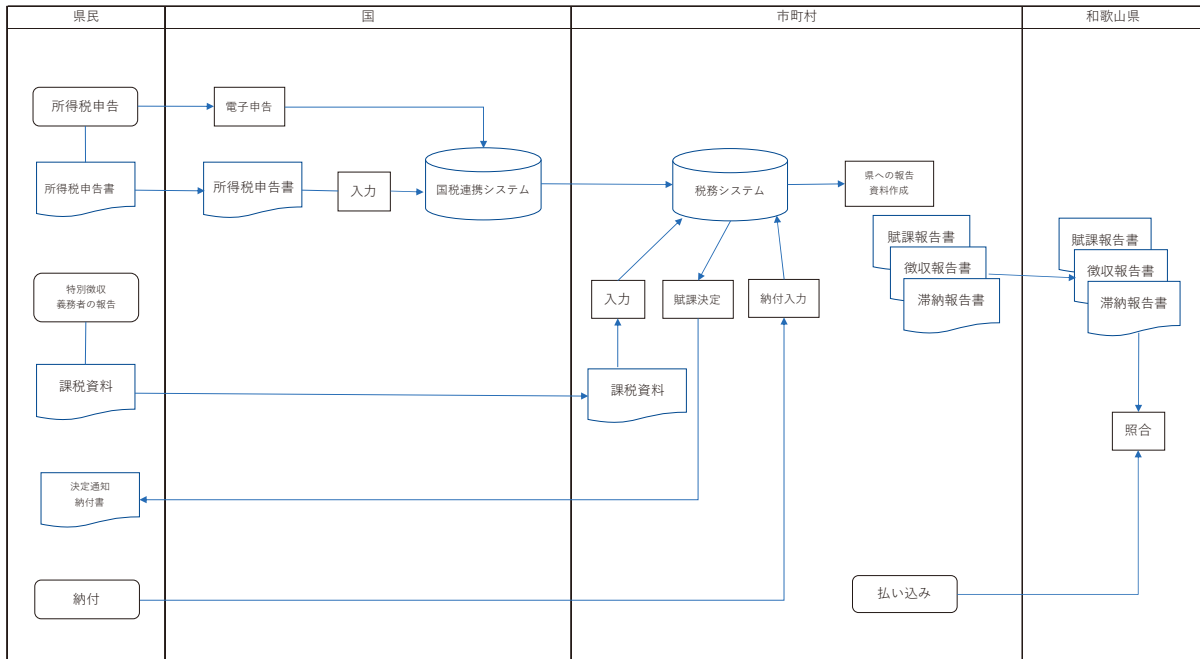 県民
国
市町村
和歌山県
所得税申告
電子申告
所得税申告書
所得税申告書
入力
国税連携システム
税務システム
県への報告
資料作成
賦課報告書
徴収報告書
滞納報告書
賦課報告書
徴収報告書
滞納報告書
特別徴収
義務者の報告
入力
賦課決定
納付入力
課税資料
課税資料
照合
決定通知
納付書
納付
払い込み